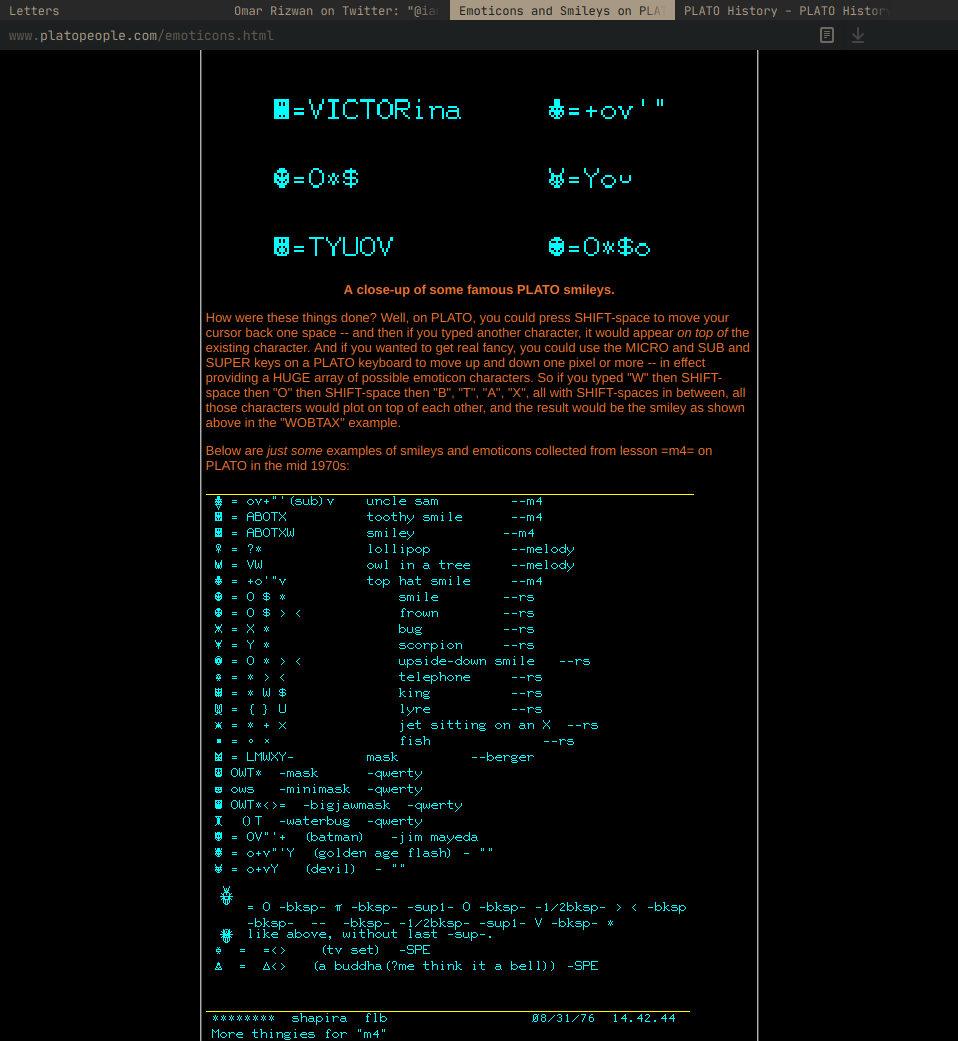 Letters Omar Rizwan on Twitter: "@ia Emoticons and Smileys on PLA PLATO History - PLATO Histor
www.platopeople.com/emoticons.html
=VICTORina =+ov'"
=O*$ =You
=TYUOV =O*$o
A close-up of some famous PLATO smileys.
How were these things done? Well, on PLATO, you could press SHIFT-space to move your
cursor back one space -- and then if you typed another character, it would appear on top of the
existing character. And if you wanted to get real fancy, you could use the MICRO and SUB and
SUPER keys on a PLATO keyboard to move up and down one pixel or more -- in effect
providing a HUGE array of possible emoticon characters. So if you typed "W" then SHIFT-
space then "O" then SHIFT-space then "B", "T", "A", "X", all with SHIFT-spaces in between, all
those characters would plot on top of each other, and the result would be the smiley as shown
above in the "WOBTAX" example.
Below are just some examples of smileys and emoticons collected from lesson =m4= on
PLATO in the mid 1970s:
= ov+"'(sub)v uncle sam --m4
= ABOTX toothy smile --m4
= ABOTXW smiley --m4
= ?* lollipop --melody
= VW owl in a tree --melody
= +o'"v top hat smile --m4
= O $ * smile --rs
= O $ > < frown --rs
= X * bug --rs
= Y * scorpion --rs
= O * > < upside-down smile --rs
= * > < telephone --rs
= * W $ king --rs
= { } U lyre --rs
= * + × jet sitting on an X --rs
= ∘ * fish --rs
= LMWXY- mask --berger
OWT* -mask -qwerty
ows -minimask -qwerty
OWT*<>= -bigjawmask -qwerty
()T -waterbug -qwerty
= OV"'+ (batman) -jim mayeda
= o+v"'Y (golden age flash) - ""
= o+vY (devil) - ""
= O -bksp- π -bksp- -sup1- O -bksp- -1/2bksp- > < -bksp
-bksp- -- -bksp- -1/2bksp- -sup1- V -bksp- *
like above, without last -sup-.
= =<> (tv set) -SPE
= Δ<> (a buddha(?me think it a bell)) -SPE
******** shapira flb 08/31/76 14.42.44
More thingies for "m4"